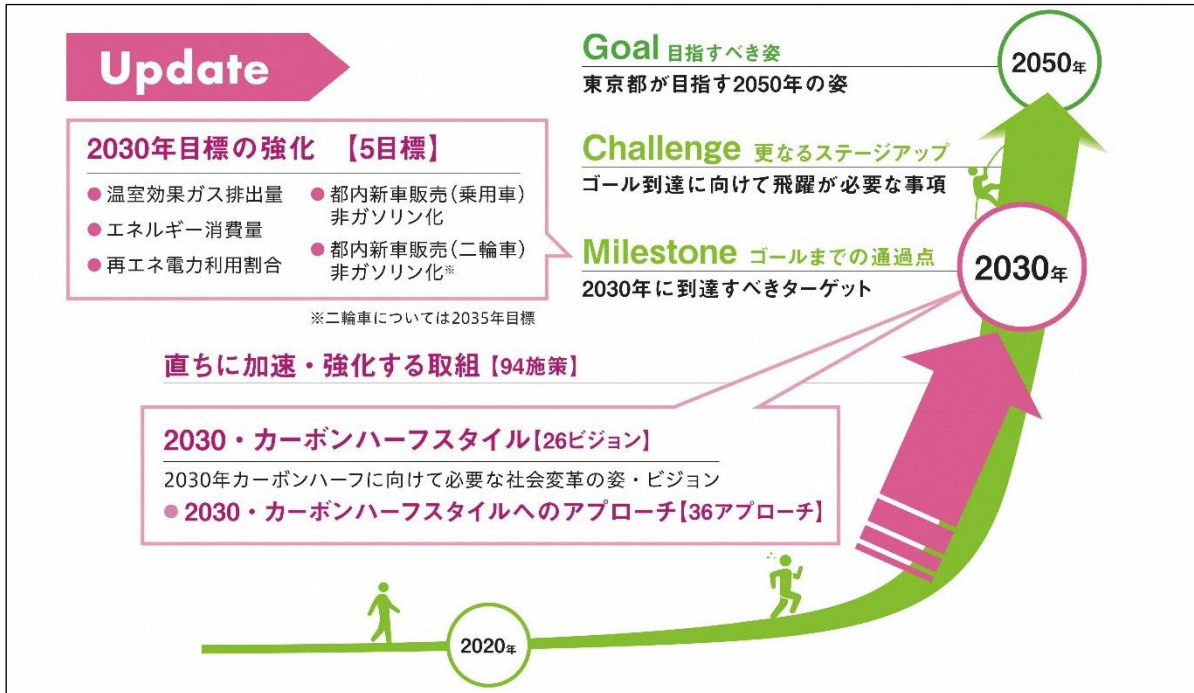 Update
2030年目標の強化 【5目標】
● 温室効果ガス排出量
● エネルギー消費量
● 再エネ電力利用割合
● 都内新車販売(乗用車)
非ガソリン化
● 都内新車販売(二輪車)
非ガソリン化※
※二輪車については2035年目標
Goal 目指すべき姿
東京都が目指す2050年の姿
2050年
Challenge 更なるステージアップ
ゴール到達に向けて飛躍が必要な事項
Milestone ゴールまでの通過点
2030年に到達すべきターゲット
2030年
直ちに加速・強化する取組【94施策】
2030・カーボンハーフスタイル【26ビジョン】
2030年カーボンハーフに向けて必要な社会変革の姿・ビジョン
● 2030・カーボンハーフスタイルへのアプローチ【36アプローチ】
2020年